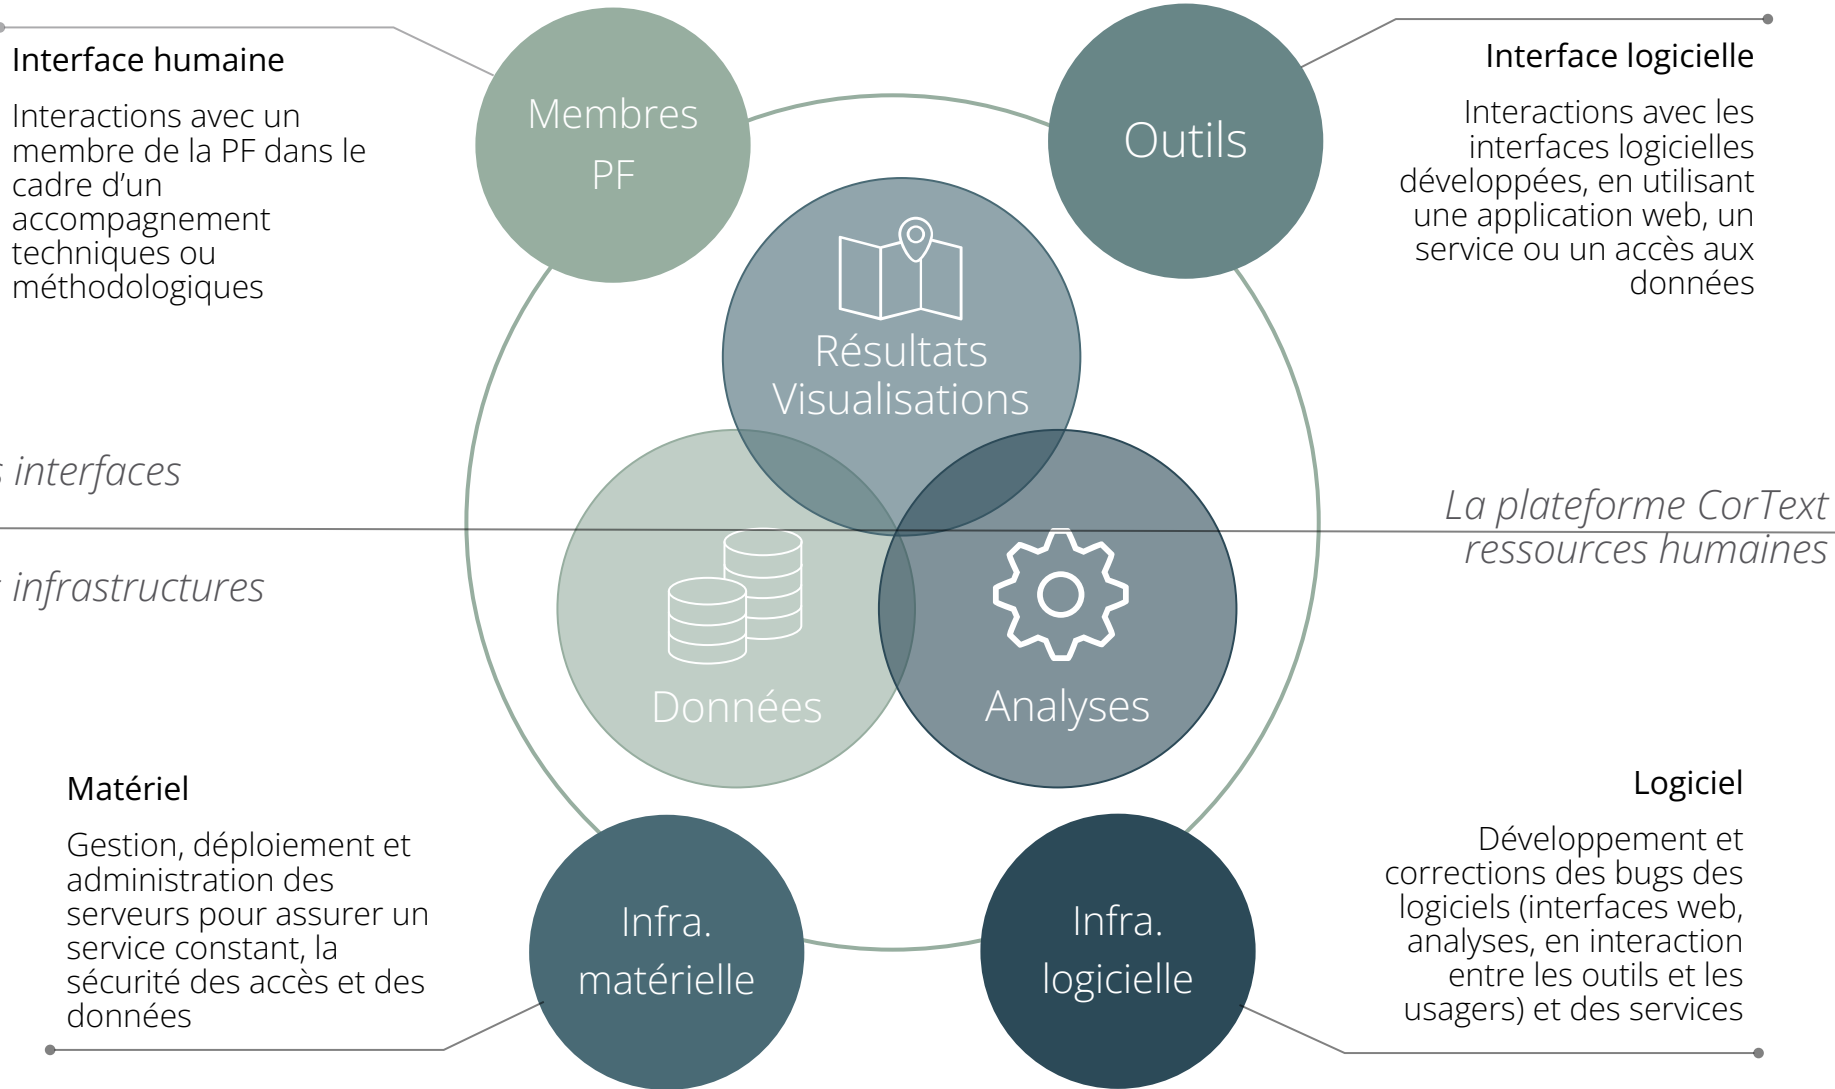 Interface humaine
Interactions avec un
membre de la PF dans le
cadre d'un
accompagnement
techniques ou
méthodologiques
Membres
PF
Outils
Interface logicielle
Interactions avec les
interfaces logicielles
développées, en utilisant
une application web, un
service ou un accès aux
données
Résultats
Visualisations
interfaces
infrastructures
La plateforme CorText
ressources humaines
Données
Analyses
Matériel
Gestion, déploiement et
administration des
serveurs pour assurer un
service constant, la
sécurité des accès et des
données
Infra.
matérielle
Infra.
logicielle
Logiciel
Développement et
corrections des bugs des
logiciels (interfaces web,
analyses, en interaction
entre les outils et les
usagers) et des services